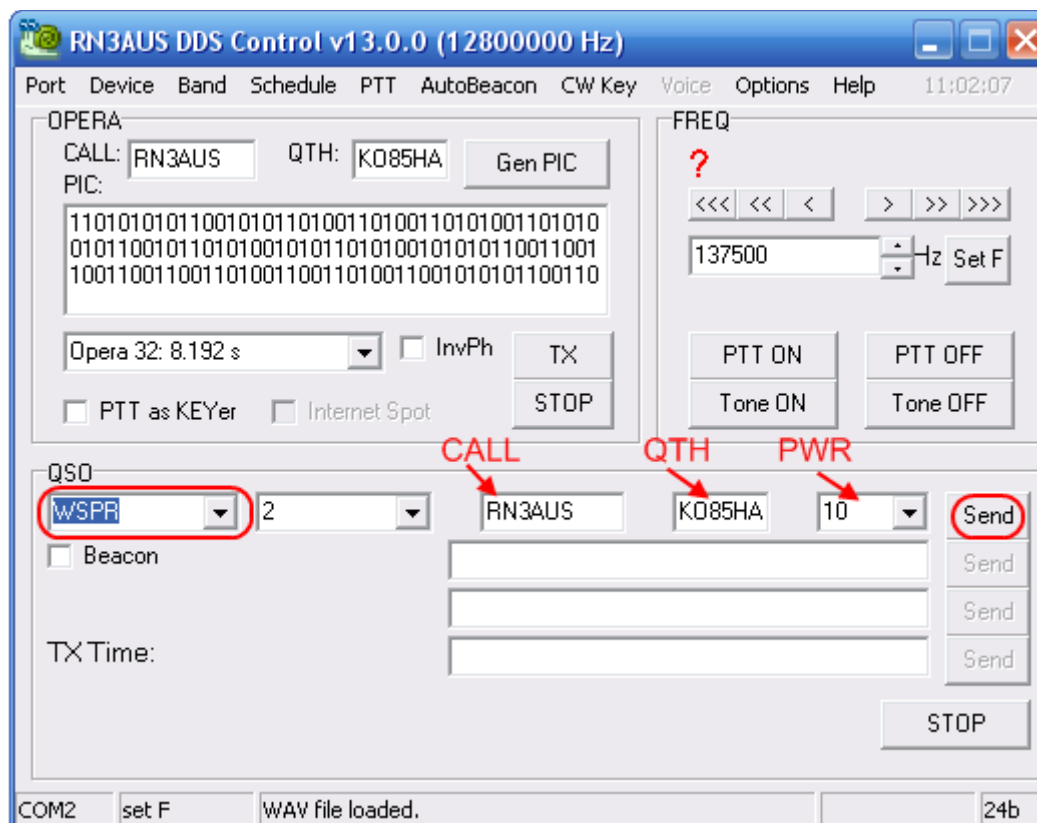 RN3AUS DDS Control v13.0.0 (12800000 Hz)
Port Device Band Schedule PTT AutoBeacon CW Key Voice Options Help 11:02:07
OPERA
CALL: RN3AUS QTH: KO85HA Gen PIC
PIC:
11010101011001010110100110100110101001101010
01011001011010100101011010100101010110011001
10011001100110100110011010011001010101100110
Opera 32: 8.192 s
InvPh
TX
PTT as KEYer
Internet Spot
STOP
FREQ
?
<<< << < > >> >>>
137500 Hz Set F
PTT ON PTT OFF
Tone ON Tone OFF
CALL QTH PWR
QSO
WSPR 2 RN3AUS KO85HA 10 Send
Beacon
Send
Send
TX Time:
Send
STOP
COM2 set F WAV file loaded. 24b